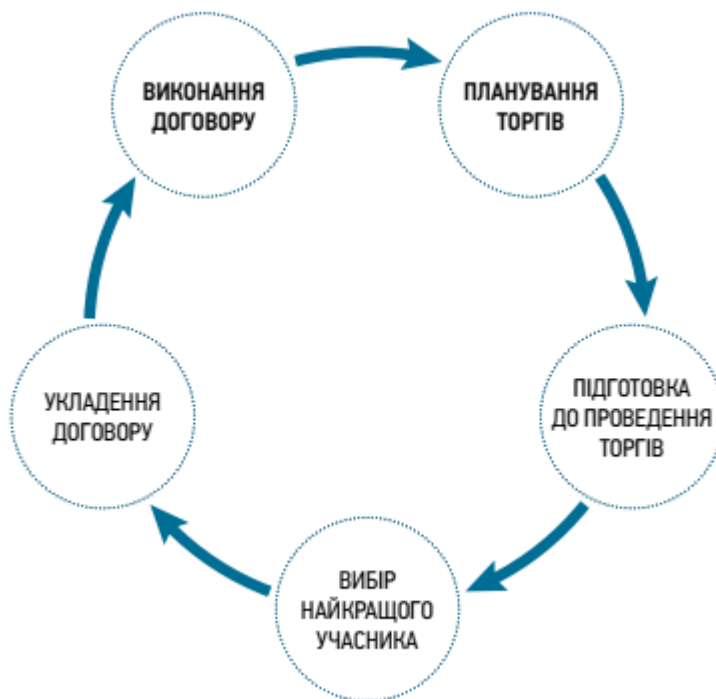 ВИКОНАННЯ
ДОГОВОРУ
ПЛАНУВАННЯ
ТОРГІВ
ПІДГОТОВКА
ДО ПРОВЕДЕННЯ
ТОРГІВ
ВИБІР
НАЙКРАЩОГО
УЧАСНИКА
УКЛАДЕННЯ
ДОГОВОРУ